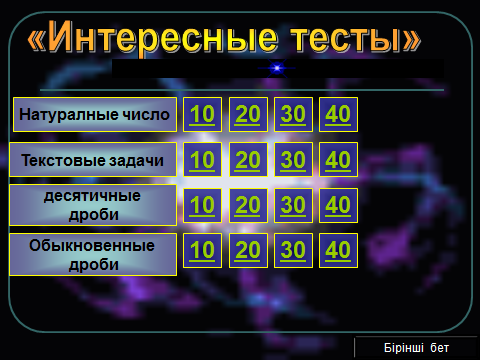 «Интересные тесты»
Натуралные число 10 20 30 40
Текстовые задачи 10 20 30 40
десятичные
дроби 10 20 30 40
Обыкновенные
дроби 10 20 30 40
Бірінші бет